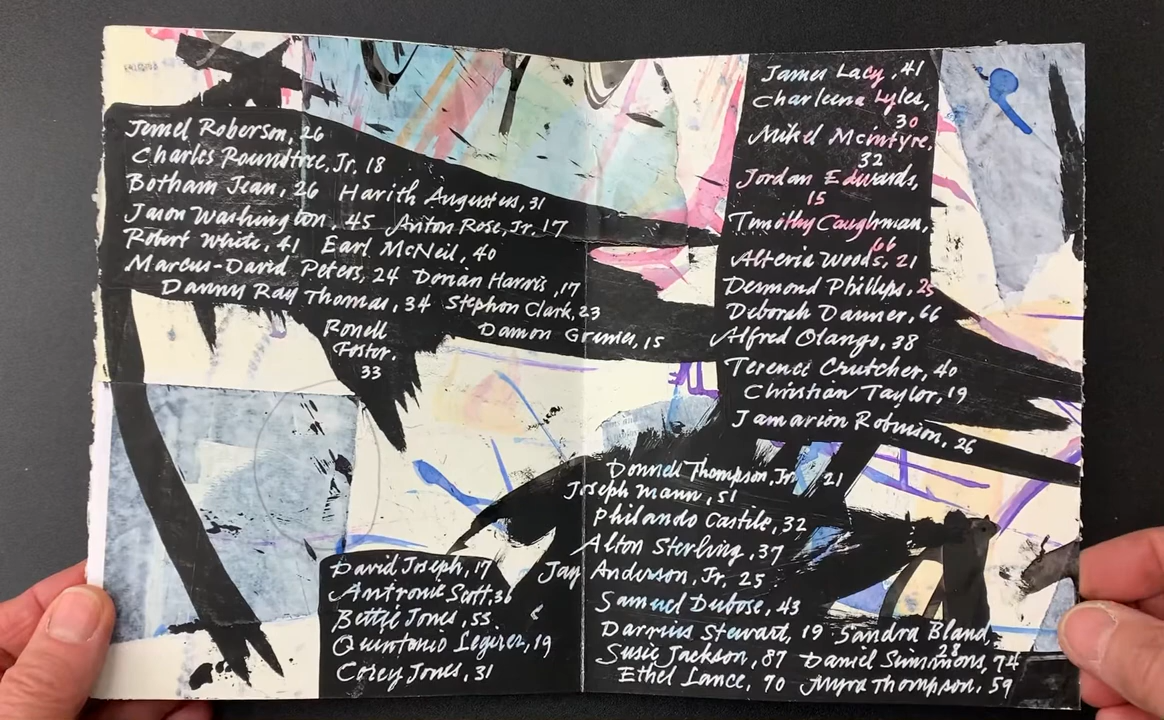 Jemel Roberson, 26
Charles Roundtree, Jr. 18
Botham Jean, 26 Harith Augustus, 31
Jason Washington, 45 Anton Rose, Jr. 17
Robert White, 41 Earl McNeil, 40
Marcus-David Peters, 24 Dorian Harris, 17
Danny Ray Thomas, 34 Stephon Clark, 23
Ronell Damon Grimes, 15
Foster.
33
David Joseph, 17
Antronie Scott, 36
Bettie Jones, 55.
Quintonio Legrier, 19
Corey Jones, 31
James Lacy, 41
Charleena Lyles,
30
Mikel McIntyre,
32
Jordan Edwards,
15
Timothy Caughman,
66
Alteria Woods, 21
Desmond Phillips, 25
Deborah Danner, 66
Alfred Olango, 38
Terence Crutcher, 40
Christian Taylor, 19
Jamarion Robinson, 26
Donnell Thompson, Jr. 21
Joseph Mann, 51
Philando Castile, 32
Alton Sterling, 37
Jay Anderson, Jr. 25
Samuel Dubose, 43
Darrius Stewart, 19 Sandra Bland,
28
Susie Jackson, 87 Daniel Simmons, 74
Ethel Lance, 70 Myra Thompson, 59